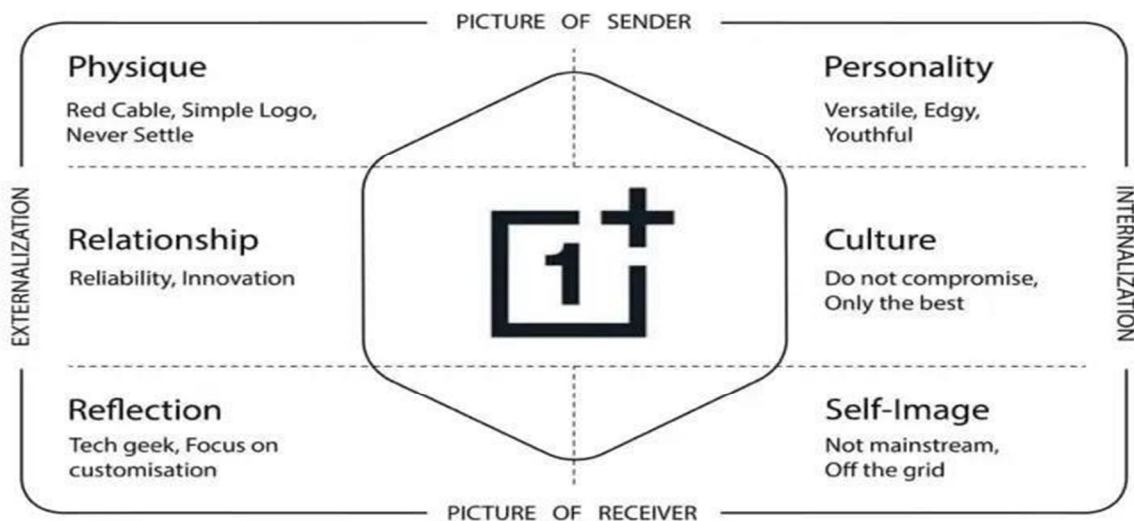 PICTURE OF SENDER
Physique
Red Cable, Simple Logo,
Never Settle
Personality
Versatile, Edgy,
Youthful
EXTERNALIZATION
Relationship
Reliability, Innovation
1+
Culture
Do not compromise,
Only the best
INTERNALIZATION
Reflection
Tech geek, Focus on
customisation
Self-Image
Not mainstream,
Off the grid
PICTURE OF RECEIVER